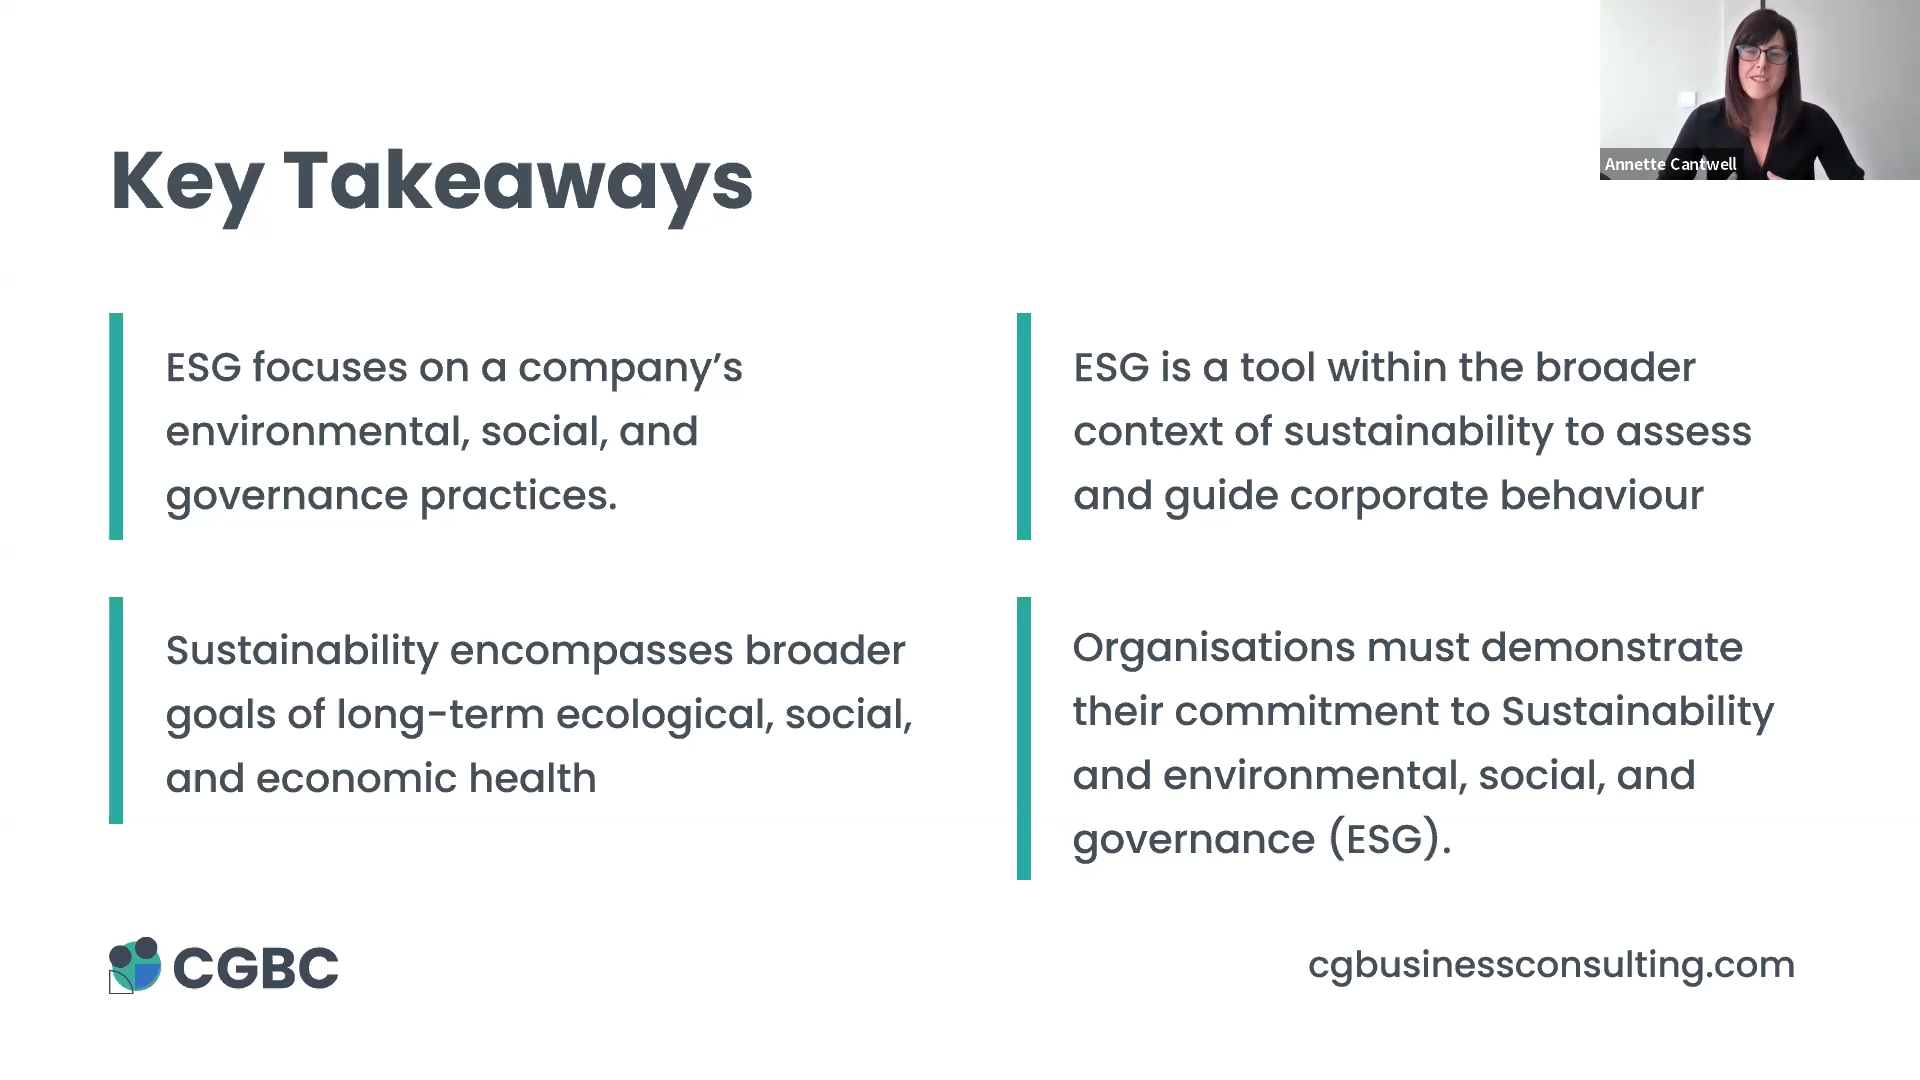 Annette Cantwell
Key Takeaways
ESG focuses on a company’s
environmental, social, and
governance practices.
ESG is a tool within the broader
context of sustainability to assess
and guide corporate behaviour
Sustainability encompasses broader
goals of long-term ecological, social,
and economic health
Organisations must demonstrate
their commitment to Sustainability
and environmental, social, and
governance (ESG).
CGBC
cgbusinessconsulting.com